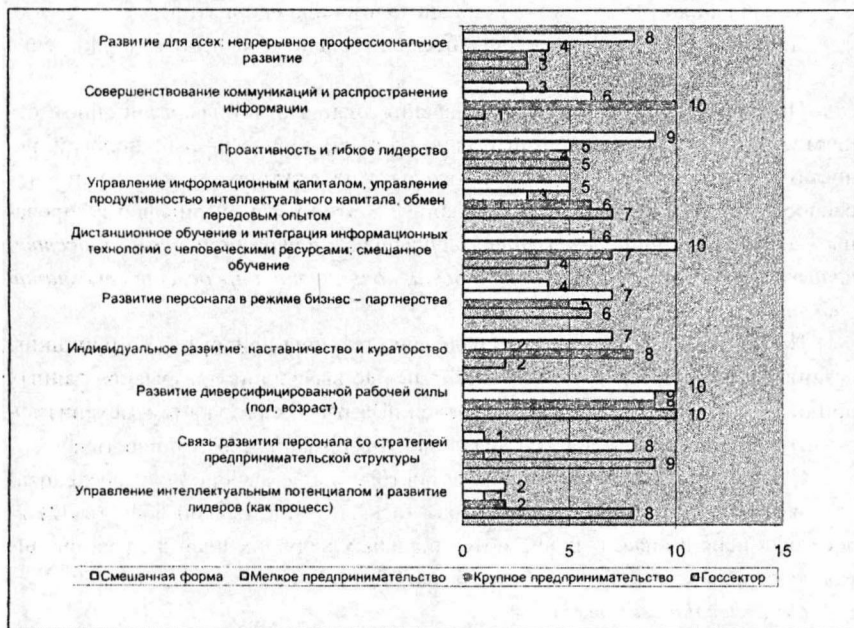 Развитие для всех: непрерывное профессиональное
развитие
8
4
3
3
Совершенствование коммуникаций и распространение
информации
3
6
10
1
Проактивность и гибкое лидерство
9
5
4
5
Управление информационным капиталом, управление
продуктивностью интеллектуального капитала, обмен
передовым опытом
5
3
6
7
Дистанционное обучение и интеграция информационных
технологии с человеческими ресурсами; смешанное
обучение
6
10
7
4
Развитие персонала в режиме бизнес – партнерства
4
7
5
6
Индивидуальное развитие: наставничество и кураторство
7
2
8
2
Развитие диверсифицированной рабочей силы
(пол, возраст)
10
9
10
Связь развития персонала со стратегией
предпринимательской структуры
1
8
9
Управление интеллектуальным потенциалом и развитие
лидеров (как процесс)
2
2
8
0 5 10 15
Смешанная форма Мелкое предпринимательство Крупное предпринимательство Госсектор